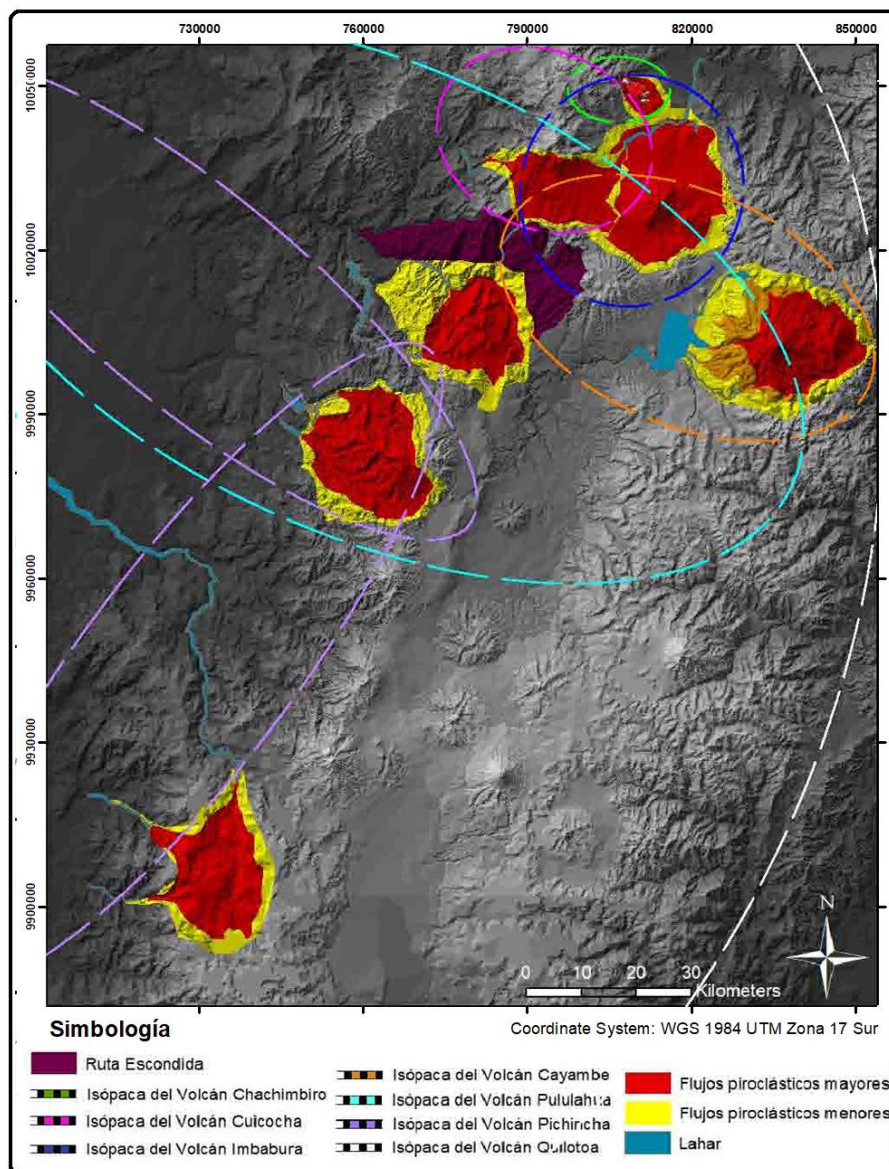 730000 760000 790000 820000 850000
10050000
10020000
9990000
9960000
9930000
9900000
N
0 10 20 30
Kilometers
Simbología
Coordinate System: WGS 1984 UTM Zona 17 Sur
Ruta Escondida
Isópaca del Volcán Chachimbiro
Isópaca del Volcán Cuicocha
Isópaca del Volcán Imbabura
Isópaca del Volcán Cayambe
Isópaca del Volcán Pululahua
Isópaca del Volcán Pichincha
Isópaca del Volcán Quilotoa
Flujos piroclásticos mayores
Flujos piroclásticos menores
Lahar